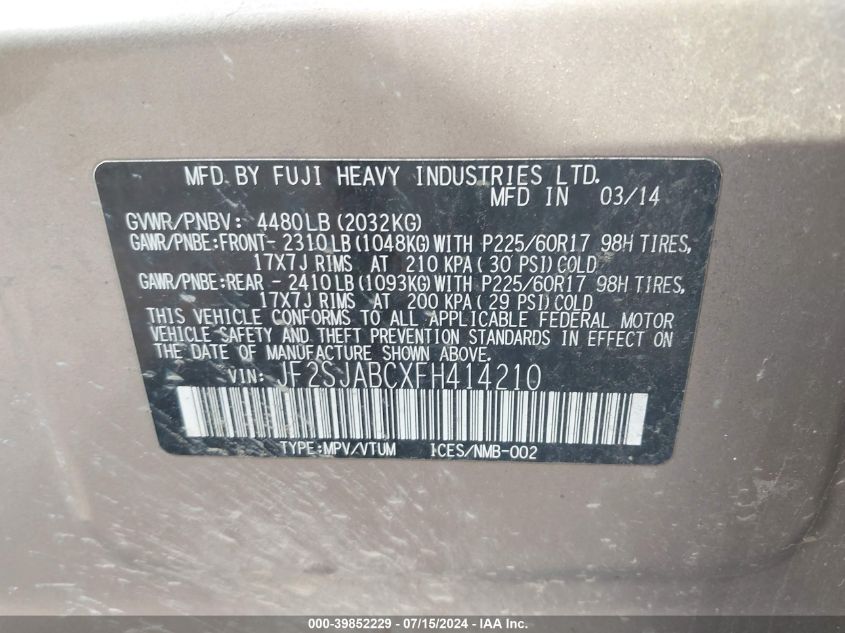 MFD. BY FUJI HEAVY INDUSTRIES LTD.
MFD IN 03/14
GVWR/PNBV: 4480LB(2032KG)
GAWR/PNBE:FRONT- 2310LB(1048KG)WITH P225/60R17 98H TIRES,
17X7J RIMS AT 210 KPA( 30 PSI)COLD
GAWR/PNBE:REAR - 2410LB(1093KG)WITH P225/60R17 98H TIRES,
17X7J RIMS AT 200 KPA( 29 PSI)COLD
THIS VEHICLE CONFORMS TO ALL APPLICABLE FEDERAL MOTOR
VEHICLE SAFETY AND THEFT PREVENTION STANDARDS IN EFFECT ON
THE DATE OF MANUFACTURE SHOWN ABOVE.
VIN: JF2SJABCXFH414210
TYPE:MPV/VTUM ICES/NMB-002
000-39852229 - 07/15/2024 - IAA Inc.